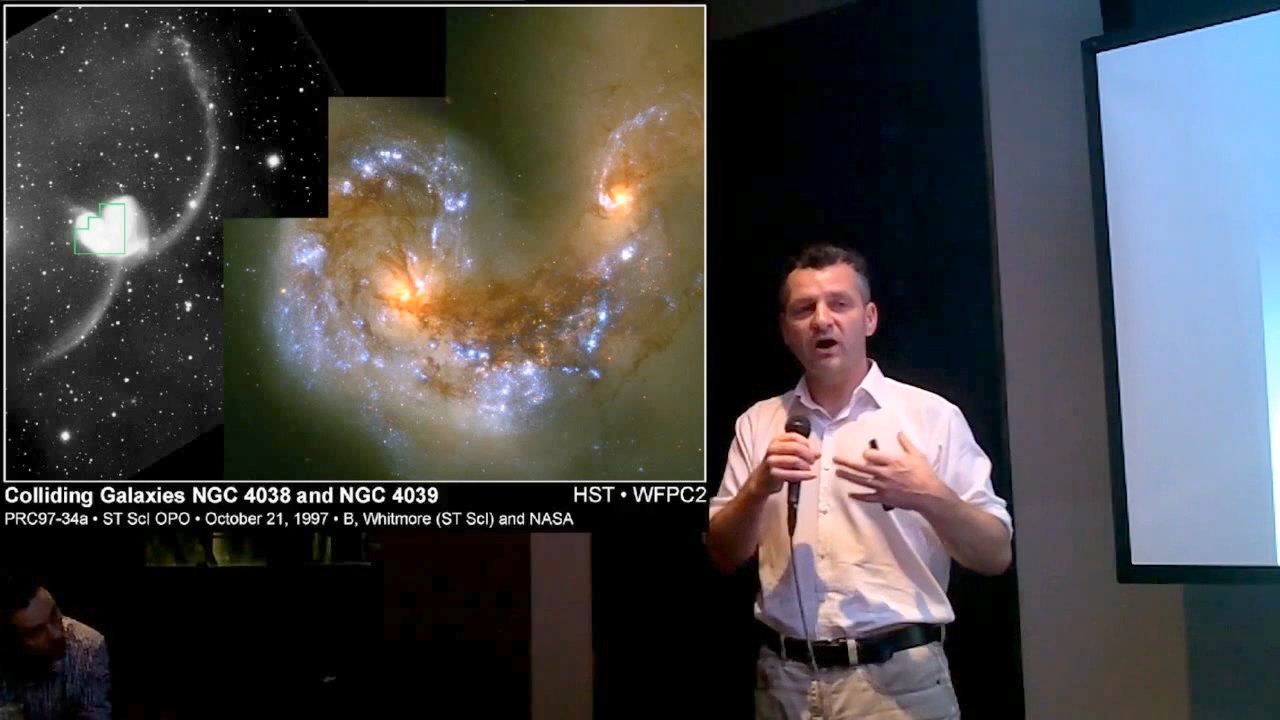 Colliding Galaxies NGC 4038 and NGC 4039 HST • WFPC2
PRC97-34a • ST ScI OPO • October 21, 1997 • B, Whitmore (ST ScI) and NASA